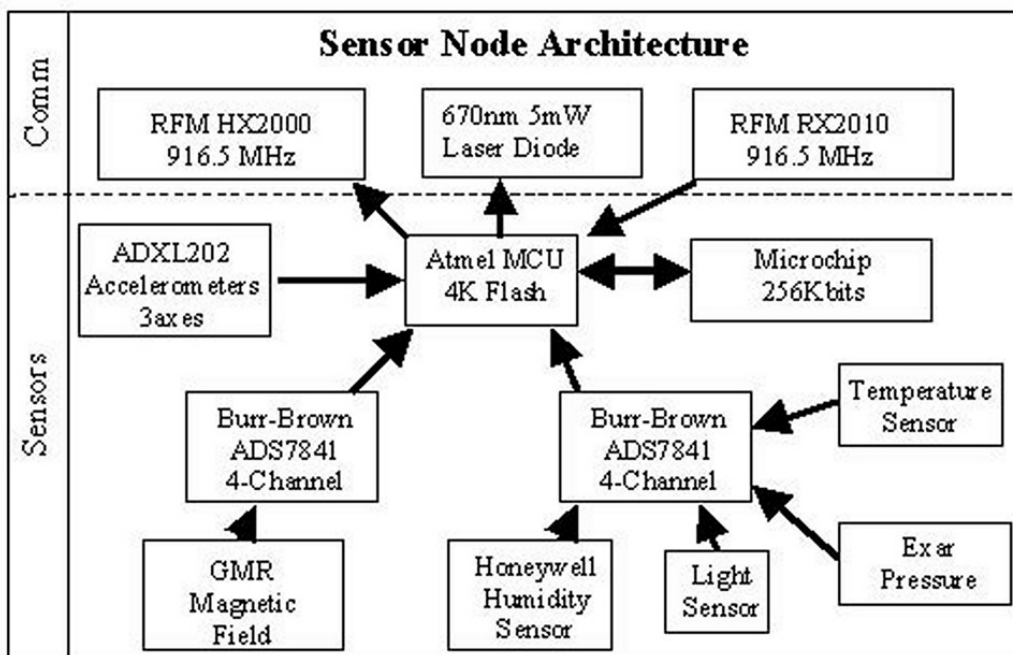 Sensor Node Architecture
Comm
RFM HX2000
916.5 MHz
670nm 5mW
Laser Diode
RFM RX2010
916.5 MHz
Sensors
ADXL202
Accelerometers
3axes
Atmel MCU
4K Flash
Microchip
256Kbits
Burr-Brown
ADS7841
4-Channel
Burr-Brown
ADS7841
4-Channel
Temperature
Sensor
GMR
Magnetic
Field
Honeywell
Humidity
Sensor
Light
Sensor
Exar
Pressure